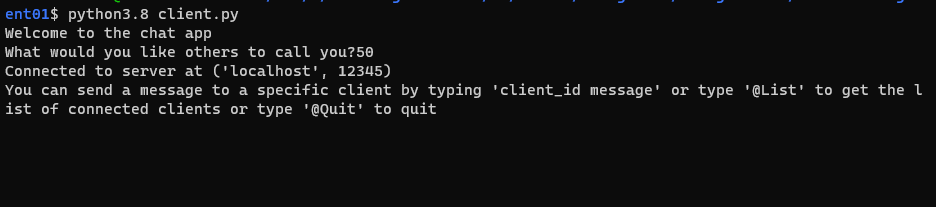 ent01$ python3.8 client.py
Welcome to the chat app
What would you like others to call you?50
Connected to server at ('localhost', 12345)
You can send a message to a specific client by typing 'client_id message' or type '@List' to get the l
ist of connected clients or type '@Quit' to quit